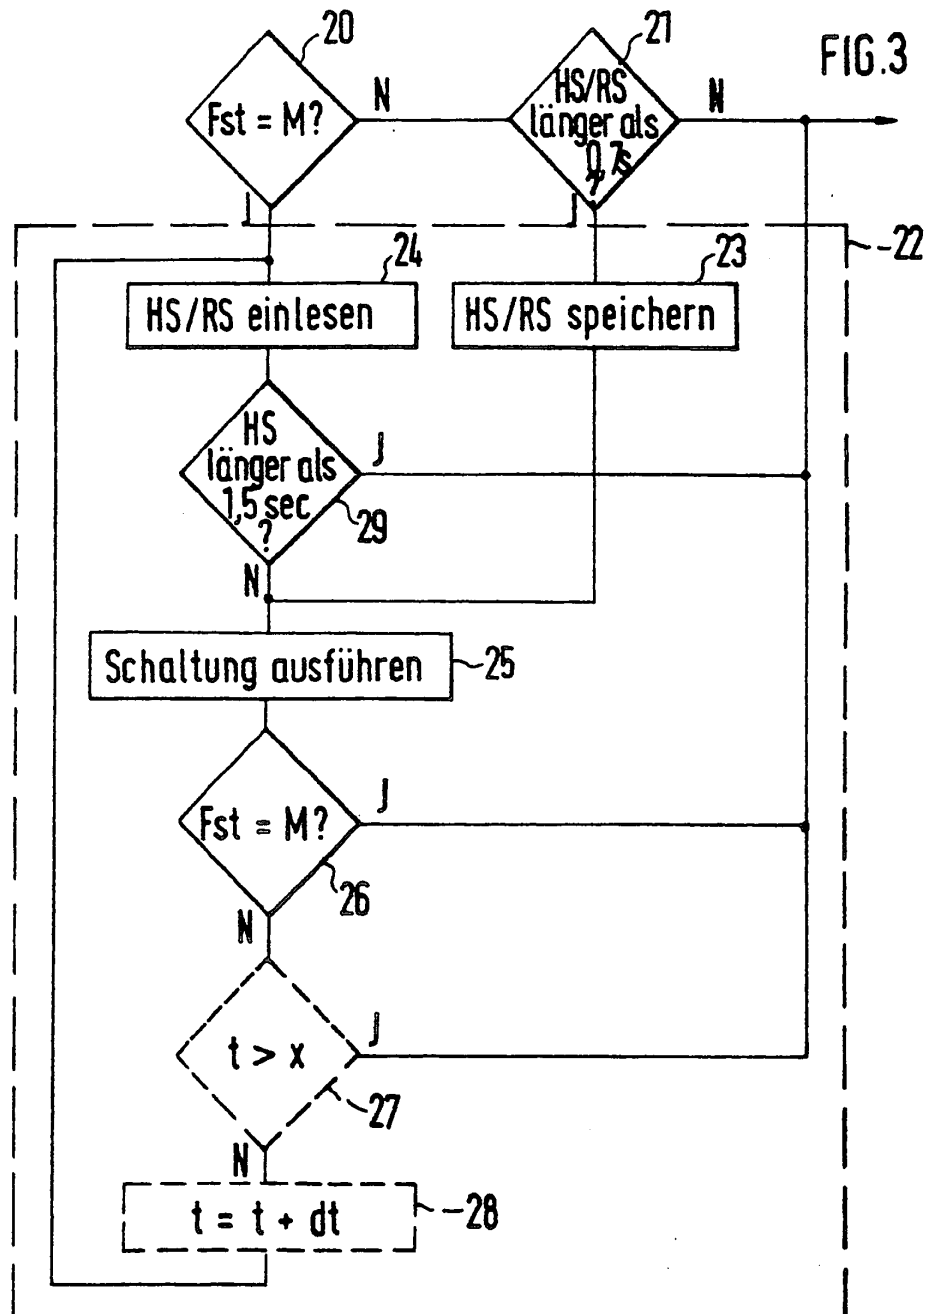 20
21
FIG.3
Fst = M?
N
HS/RS
länger als
0,7s
?
N
J
J
22
24
23
HS/RS einlesen
HS/RS speichern
HS
länger als
1,5 sec
?
J
29
N
Schaltung ausführen
25
Fst = M?
J
26
N
t > x
J
27
N
t = t + dt
28